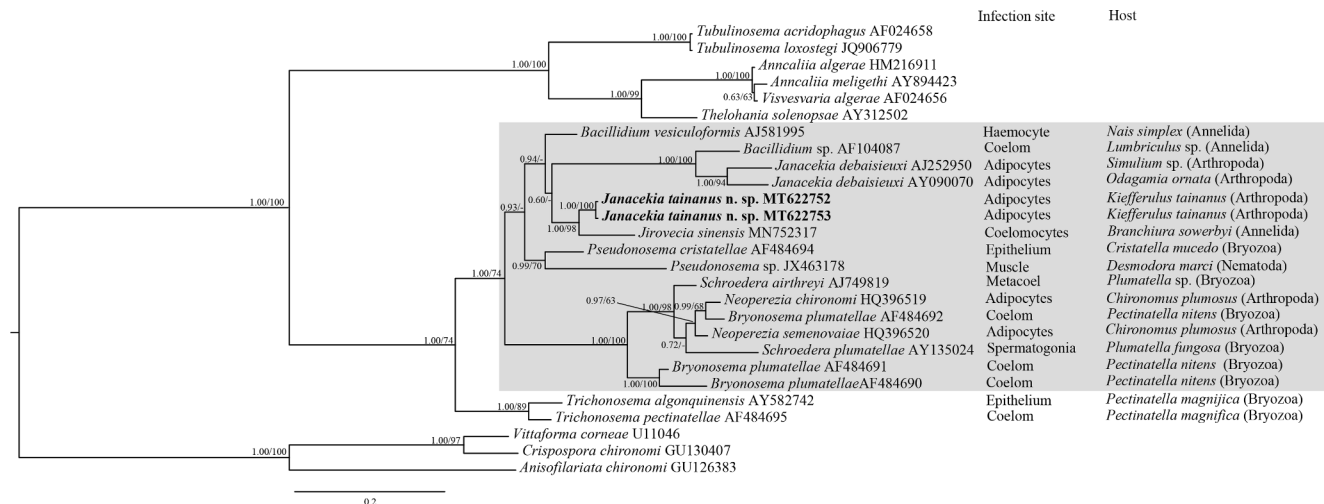 Infection site Host
Tubulinosema acridophagus AF024658
1.00/100
Tubulinosema loxostegi JQ906779
1.00/100
Anncaliia algerae HM216911
1.00/100
Anncaliia meligethi AY894423
0.63/63
Visvesvaria algerae AF024656
1.00/99
Thelohania solenopsae AY312502
Bacillidium vesiculoformis AJ581995 Haemocyte Nais simplex (Annelida)
0.94/-
Bacillidium sp. AF104087 Coelom Lumbriculus sp. (Annelida)
1.00/100
Janacekia debaisieuxi AJ252950 Adipocytes Simulium sp. (Arthropoda)
1.00/94
Janacekia debaisieuxi AY090070 Adipocytes Odagamia ornata (Arthropoda)
0.60/-
Janacekia tainanus n. sp. MT622752 Adipocytes Kiefferulus tainanus (Arthropoda)
1.00/100
0.93/-
1.00/100
Janacekia tainanus n. sp. MT622753 Adipocytes Kiefferulus tainanus (Arthropoda)
1.00/98
Jirovecia sinensis MN752317 Coelomocytes Branchiura sowerbyi (Annelida)
Pseudonosema cristatellae AF484694 Epithelium Cristatella mucedo (Bryozoa)
0.99/70
Pseudonosema sp. JX463178 Muscle Desmodora marci (Nematoda)
1.00/74
Schroedera airthreyi AJ749819 Metacoel Plumatella sp. (Bryozoa)
0.97/63
Neoperezia chironomi HQ396519 Adipocytes Chironomus plumosus (Arthropoda)
1.00/98
0.99/68
Bryonosema plumatellae AF484692 Coelom Pectinatella nitens (Bryozoa)
Neoperezia semenovaiae HQ396520 Adipocytes Chironomus plumosus (Arthropoda)
1.00/74
1.00/100
0.72/-
Schroedera plumatellae AY135024 Spermatogonia Plumatella fungosa (Bryozoa)
Bryonosema plumatellae AF484691 Coelom Pectinatella nitens (Bryozoa)
1.00/100
Bryonosema plumatellaeAF484690 Coelom Pectinatella nitens (Bryozoa)
Trichonosema algonquinensis AY582742 Epithelium Pectinatella magnijica (Bryozoa)
1.00/89
Trichonosema pectinatellae AF484695 Coelom Pectinatella magnifica (Bryozoa)
Vittaforma corneae U11046
1.00/97
Crispospora chironomi GU130407
1.00/100
Anisofilariata chironomi GU126383
0.2